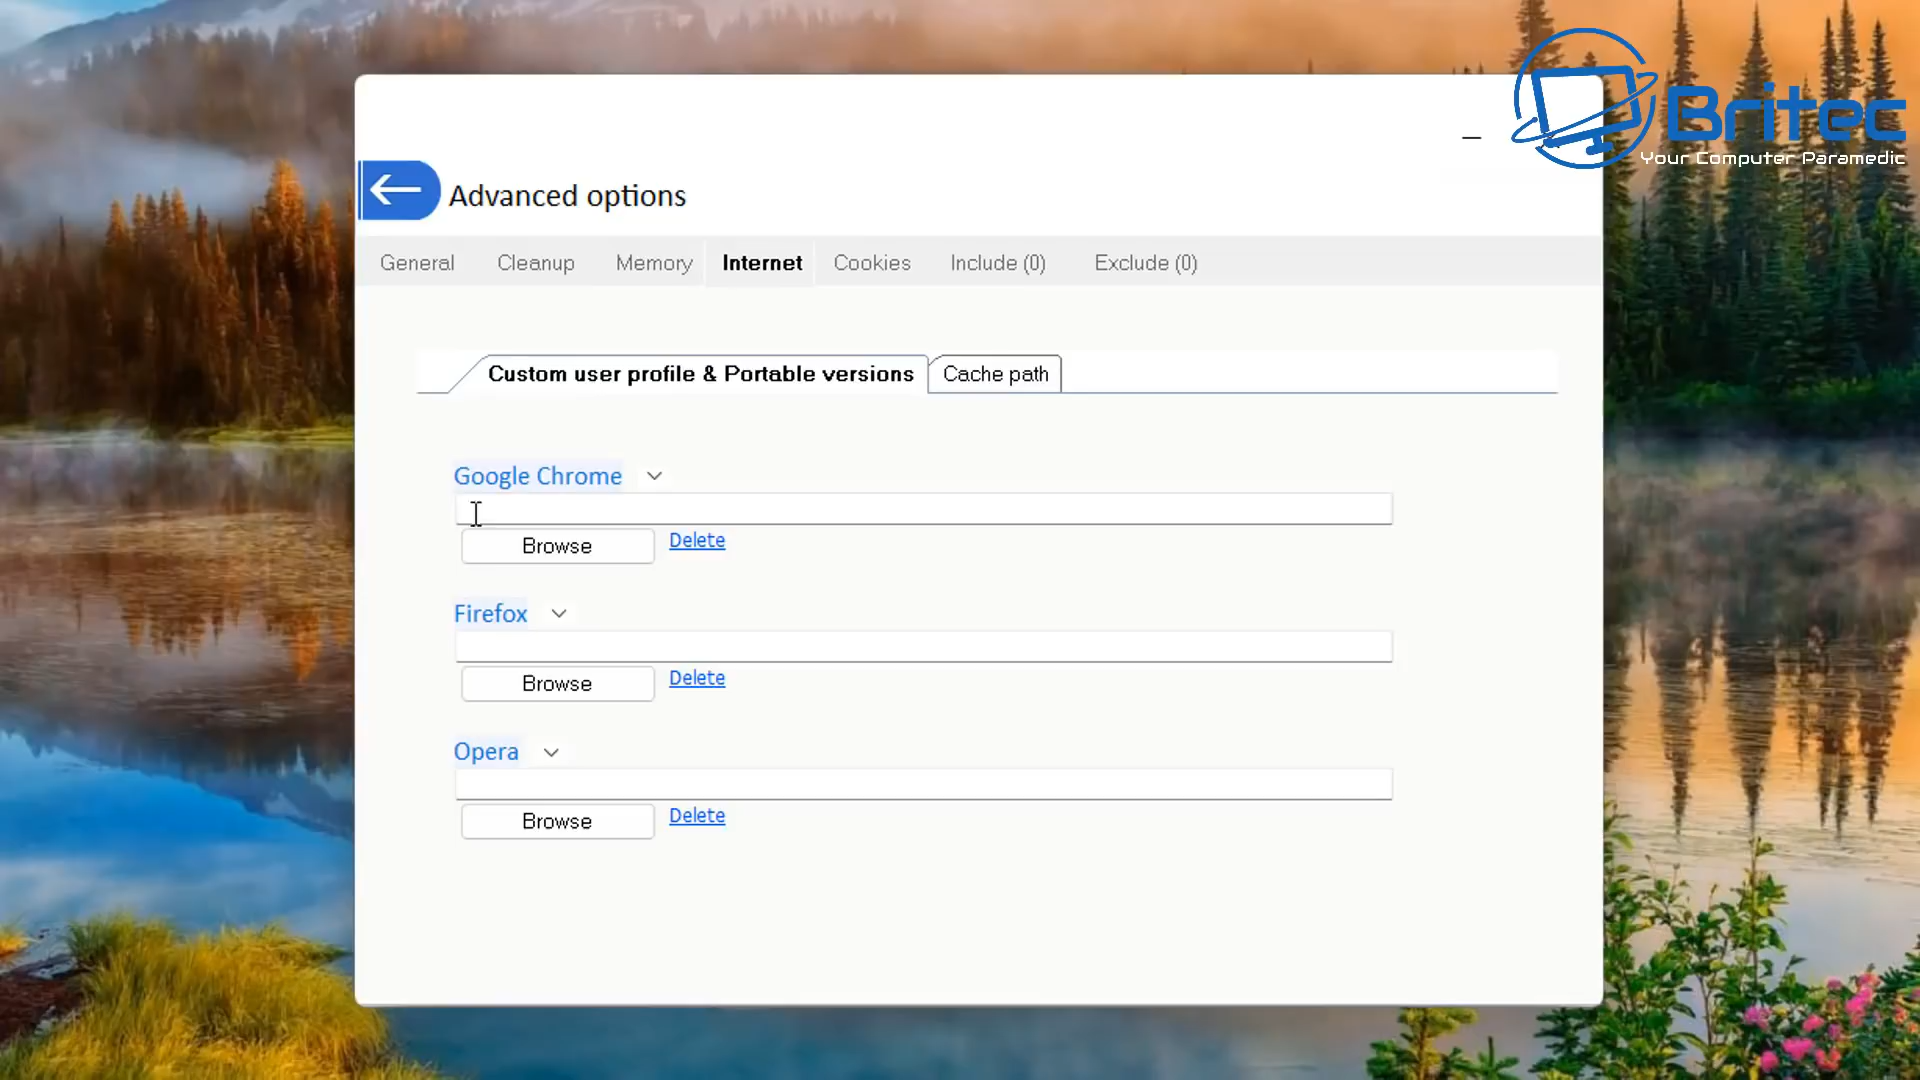 Britec
Your Computer Paramedic
Advanced options
General Cleanup Memory Internet Cookies Include (0) Exclude (0)
Custom user profile & Portable versions Cache path
Google Chrome
Browse Delete
Firefox
Browse Delete
Opera
Browse Delete